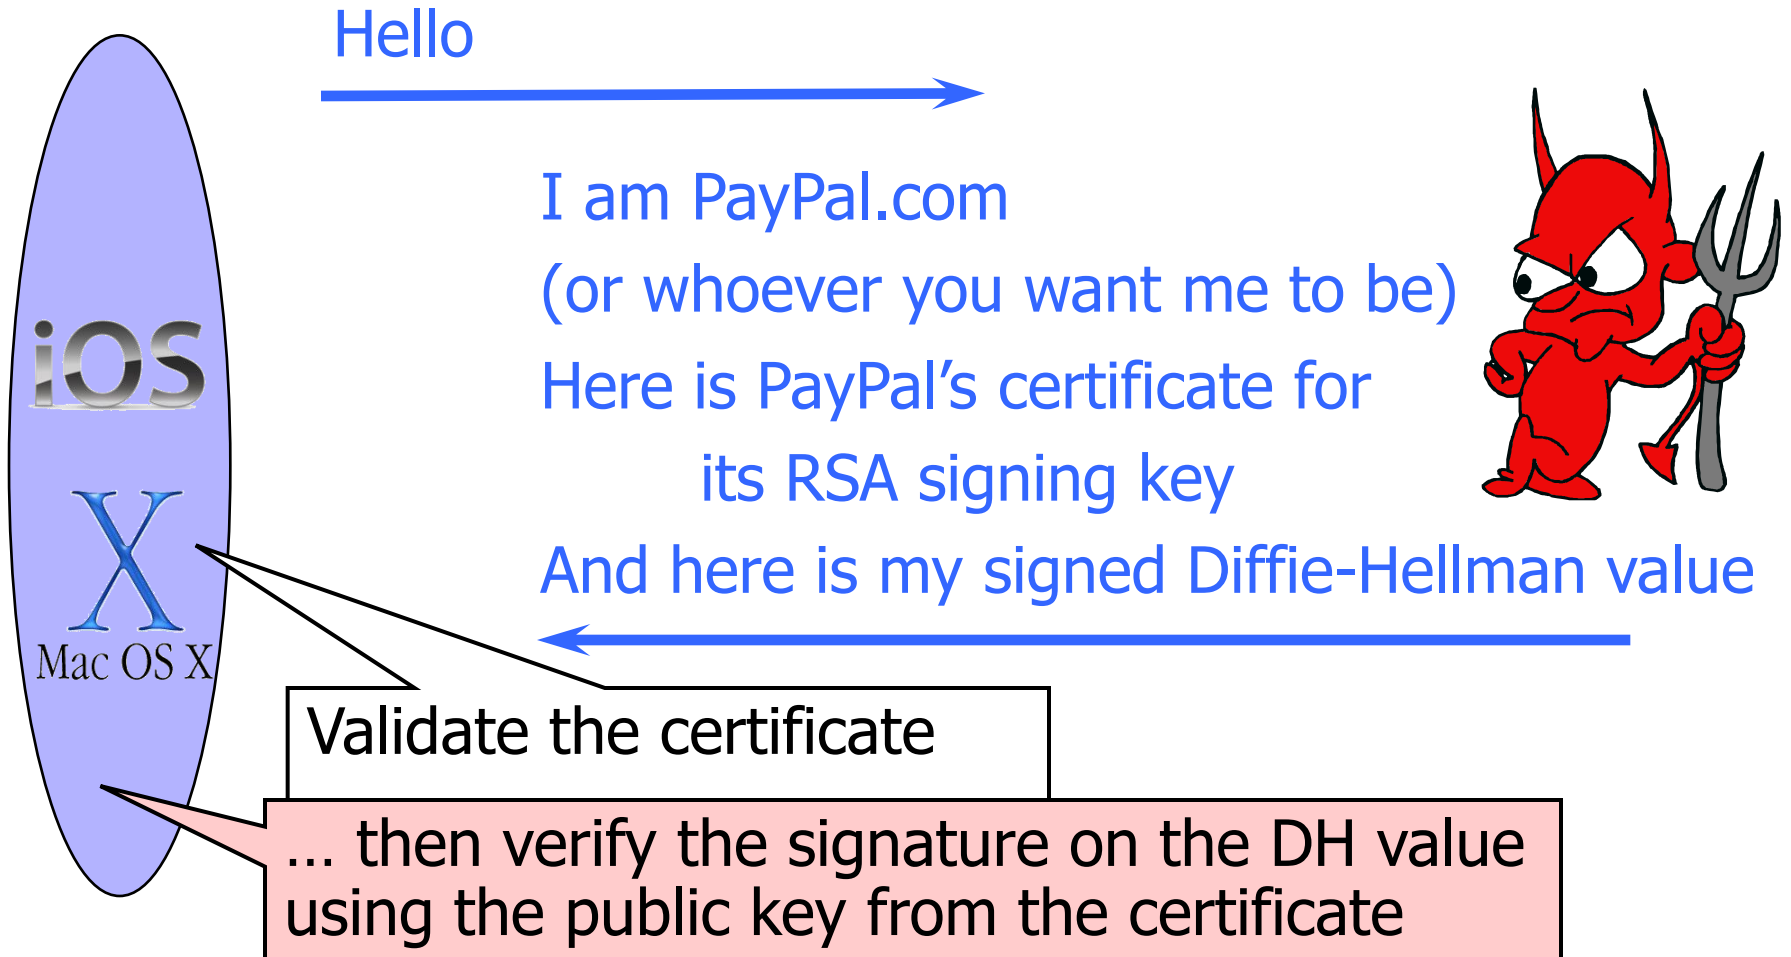 Hello
I am PayPal.com
(or whoever you want me to be)
Here is PayPal’s certificate for
its RSA signing key
And here is my signed Diffie-Hellman value
iOS
X
Mac OS X
Validate the certificate
... then verify the signature on the DH value
using the public key from the certificate